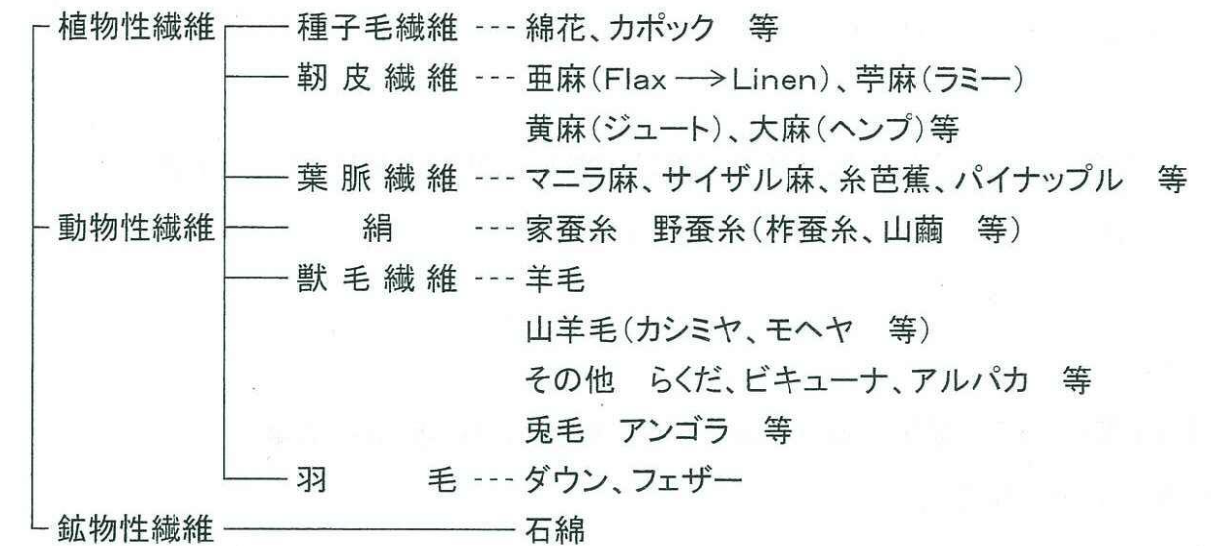 植物性繊維 種子毛繊維 --- 綿花、カポック 等
靭皮繊維 --- 亜麻(Flax→Linen)、苧麻(ラミー)
黄麻(ジュート)、大麻(ヘンプ)等
葉脈繊維 --- マニラ麻、サイザル麻、糸芭蕉、パイナップル 等
動物性繊維 絹 --- 家蚕糸 野蚕糸(柞蚕糸、山繭 等)
獣毛繊維 --- 羊毛
山羊毛(カシミヤ、モヘヤ 等)
その他 らくだ、ビキューナ、アルパカ 等
兎毛 アンゴラ 等
羽毛 --- ダウン、フェザー
鉱物性繊維 石綿